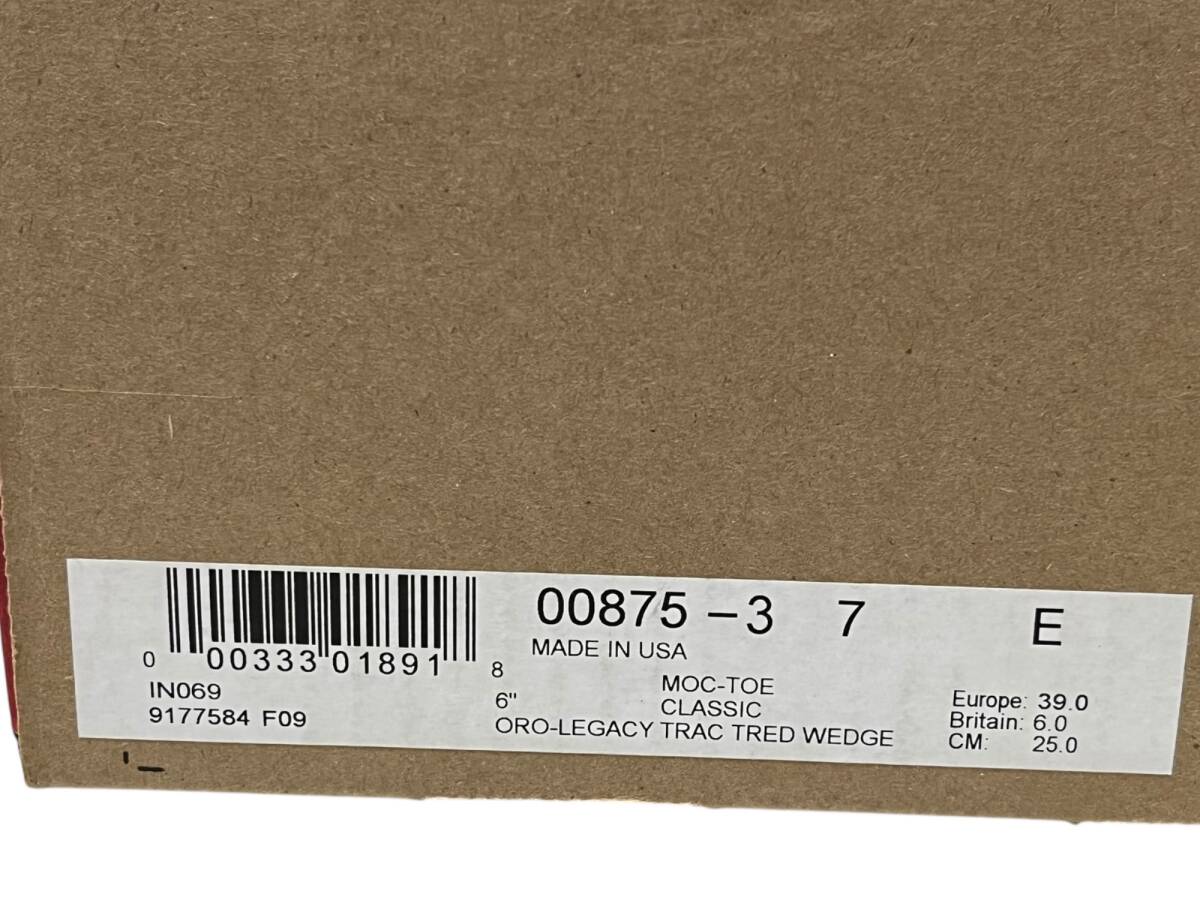 0 00333 01891 8
IN069
9177584 F09
00875 -3 7 E
MADE IN USA
MOC-TOE
6" CLASSIC
ORO-LEGACY TRAC TRED WEDGE
Europe: 39.0
Britain: 6.0
CM: 25.0